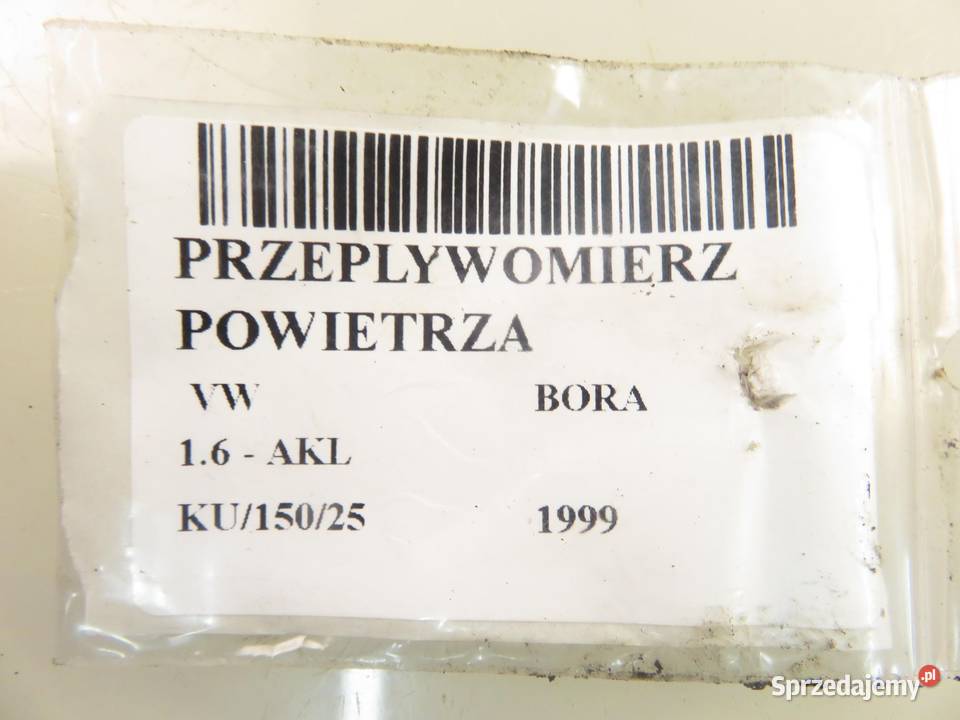 PRZEPLYWOMIERZ
POWIETRZA
VW BORA
1.6 - AKL
KU/150/25 1999
Sprzedajemy.pl